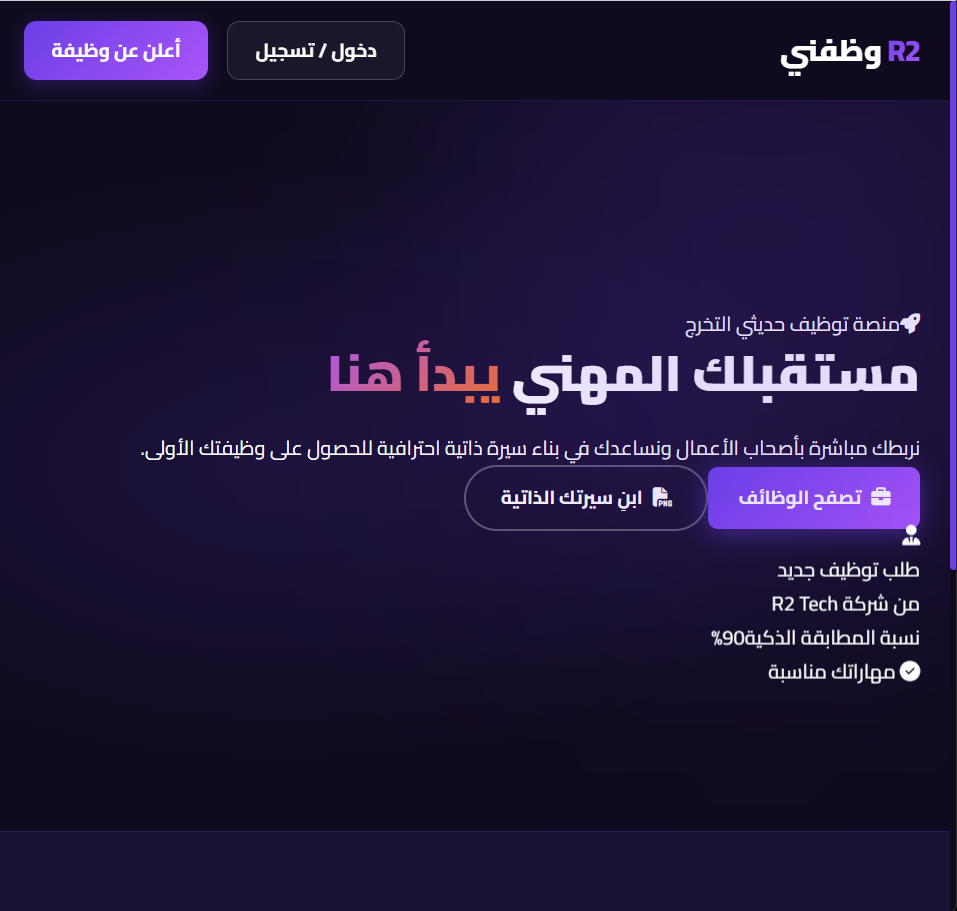 R2 وظفني
دخول / تسجيل
أعلن عن وظيفة
منصة توظيف حديثي التخرج
مستقبلك المهني يبدأ هنا
نربطك مباشرة بأصحاب الأعمال ونساعدك في بناء سيرة ذاتية احترافية للحصول على وظيفتك الأولى.
تصفح الوظائف
ابنِ سيرتك الذاتية
PNG
طلب توظيف جديد
من شركة R2 Tech
نسبة المطابقة الذكية90%
مهاراتك مناسبة